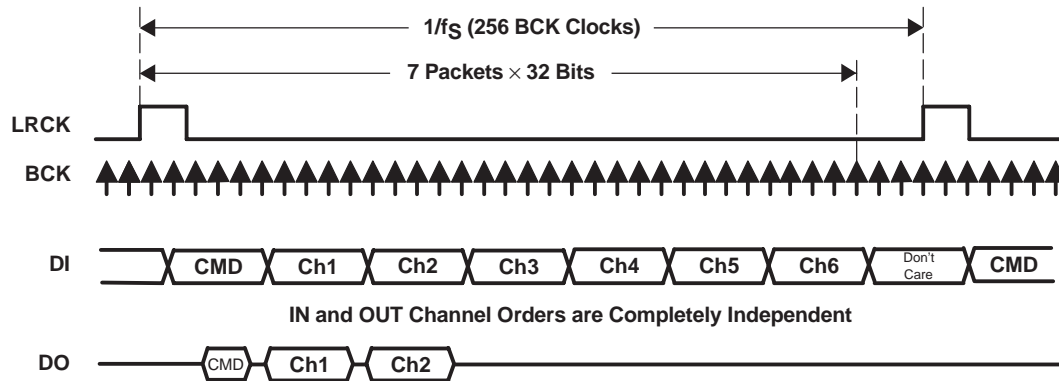 1/fS (256 BCK Clocks)
7 Packets × 32 Bits
LRCK
BCK
DI CMD Ch1 Ch2 Ch3 Ch4 Ch5 Ch6 Don't Care CMD
IN and OUT Channel Orders are Completely Independent
DO CMD Ch1 Ch2